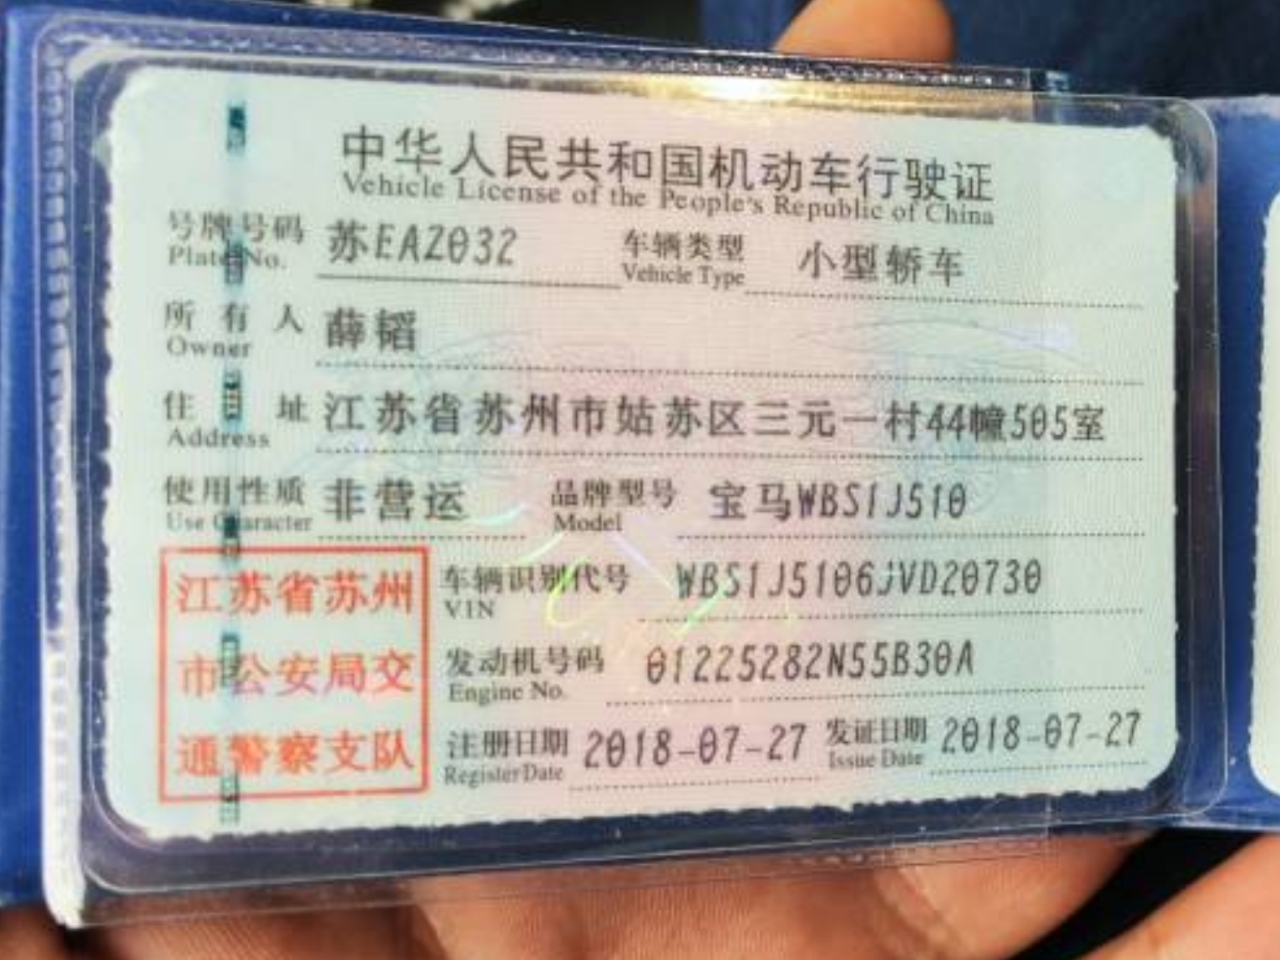 中华人民共和国机动车行驶证
Vehicle License of the People's Republic of China
号牌号码 苏EAZ032 车辆类型 小型轿车
Plate No. Vehicle Type
所有人 薛韬
Owner
住址 江苏省苏州市姑苏区三元一村44幢505室
Address
使用性质 非营运 品牌型号 宝马WBS1J510
Use Character Model
江苏省苏州
市公安局交
通警察支队
车辆识别代号 WBS1J5106JVD20730
VIN
发动机号码 01225282N55B30A
Engine No.
注册日期 2018-07-27 发证日期 2018-07-27
Register Date Issue Date